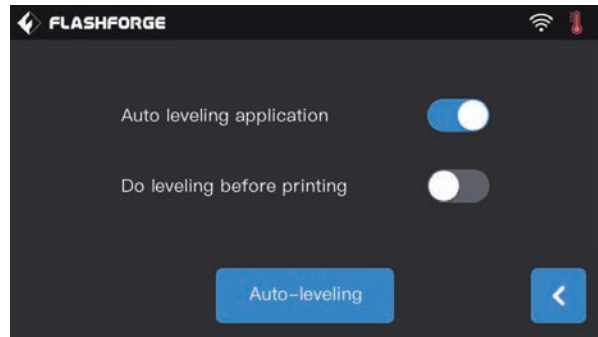 FLASHFORGE
Auto leveling application
Do leveling before printing
Auto-leveling